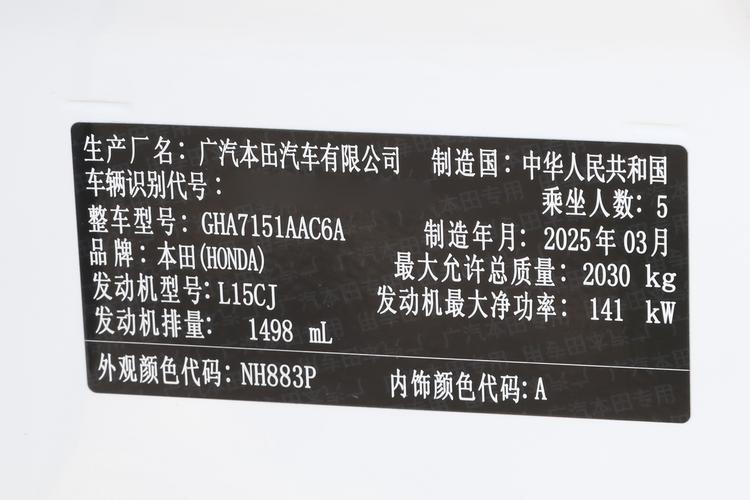 生产厂名：广汽本田汽车有限公司 制造国：中华人民共和国
车辆识别代号： 乘坐人数：5
整车型号：GHA7151AAC6A 制造年月：2025年03月
品牌：本田(HONDA) 最大允许总质量：2030 kg
发动机型号：L15CJ 发动机最大净功率：141 kW
发动机排量： 1498 mL
外观颜色代码：NH883P 内饰颜色代码：A